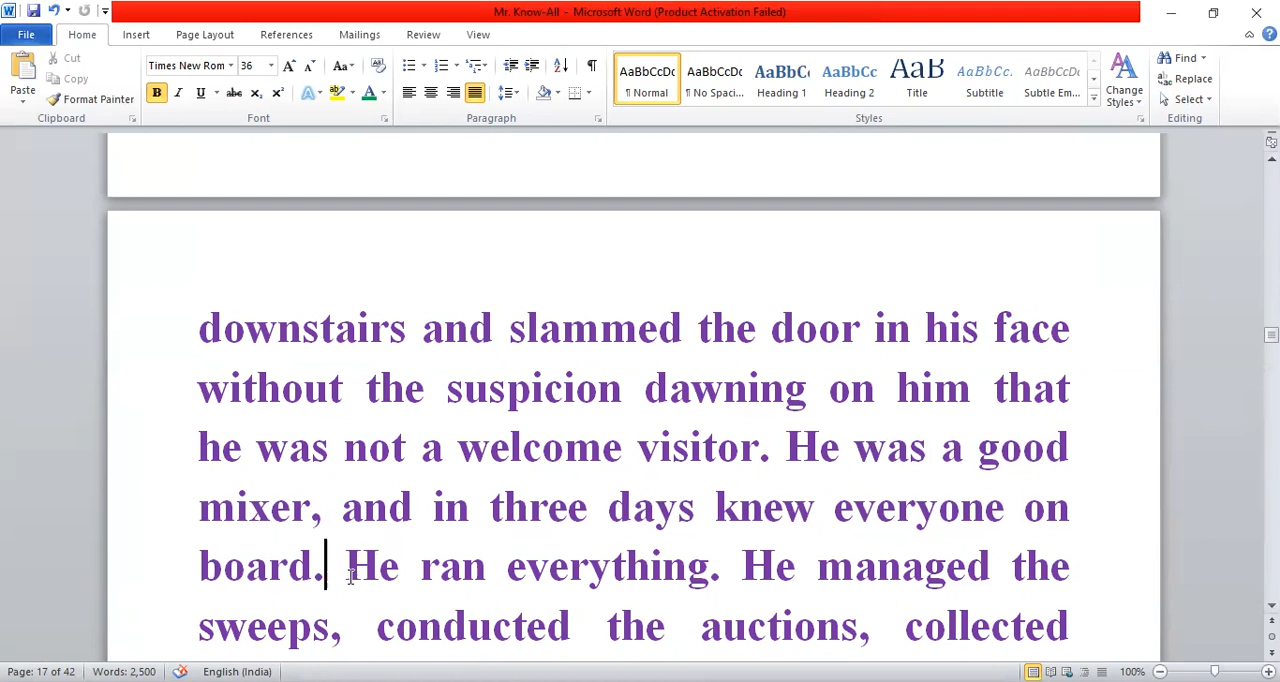 Mr. Know-All - Microsoft Word (Product Activation Failed)
File Home Insert Page Layout References Mailings Review View
Paste Cut Copy Format Painter Clipboard
Times New Rom 36 Font
Paragraph
AaBbCcDc AaBbCcDc AaBbC AaBbCc AaB AaBbCc. AaBbCcDc
¶ Normal ¶ No Spaci... Heading 1 Heading 2 Title Subtitle Subtle Em...
Change Styles Styles
Find Replace Select Editing
downstairs and slammed the door in his face
without the suspicion dawning on him that
he was not a welcome visitor. He was a good
mixer, and in three days knew everyone on
board. He ran everything. He managed the
sweeps, conducted the auctions, collected
Page: 17 of 42 Words: 2,500 English (India) 100%